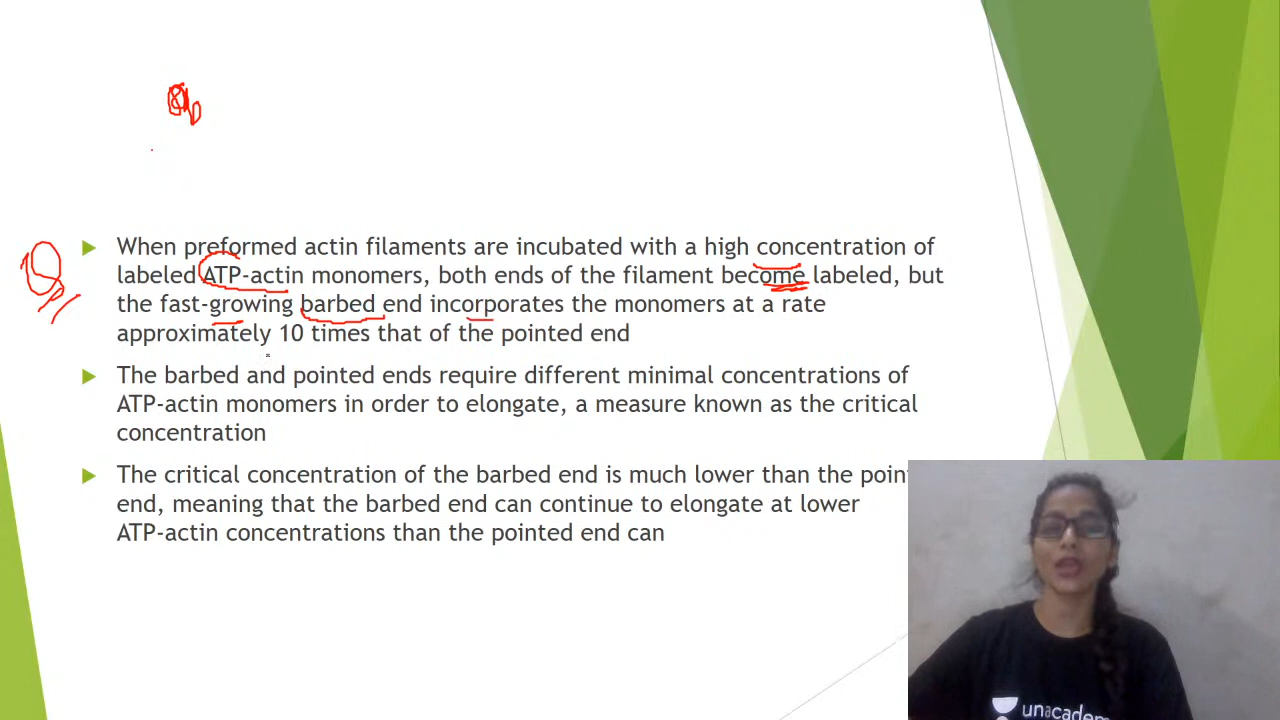 When preformed actin filaments are incubated with a high concentration of
labeled ATP-actin monomers, both ends of the filament become labeled, but
the fast-growing barbed end incorporates the monomers at a rate
approximately 10 times that of the pointed end
The barbed and pointed ends require different minimal concentrations of
ATP-actin monomers in order to elongate, a measure known as the critical
concentration
The critical concentration of the barbed end is much lower than the poin
end, meaning that the barbed end can continue to elongate at lower
ATP-actin concentrations than the pointed end can
unacadem